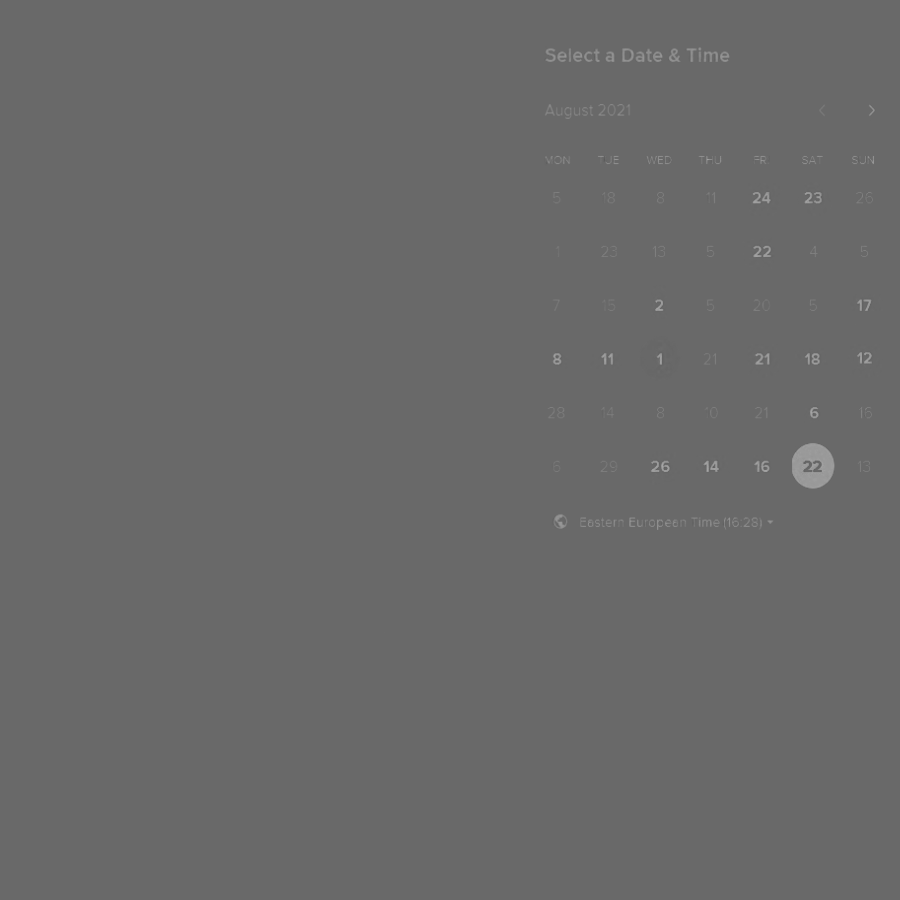 Select a Date & Time
August 2021
MON TUE WED THU FRI SAT SUN
5 18 8 11 24 23 26
1 23 13 5 22 4 5
7 15 2 5 20 5 17
8 11 1 21 21 18 12
28 14 8 10 21 6 15
6 29 26 14 16 22 13
Eastern European Time (16:28)